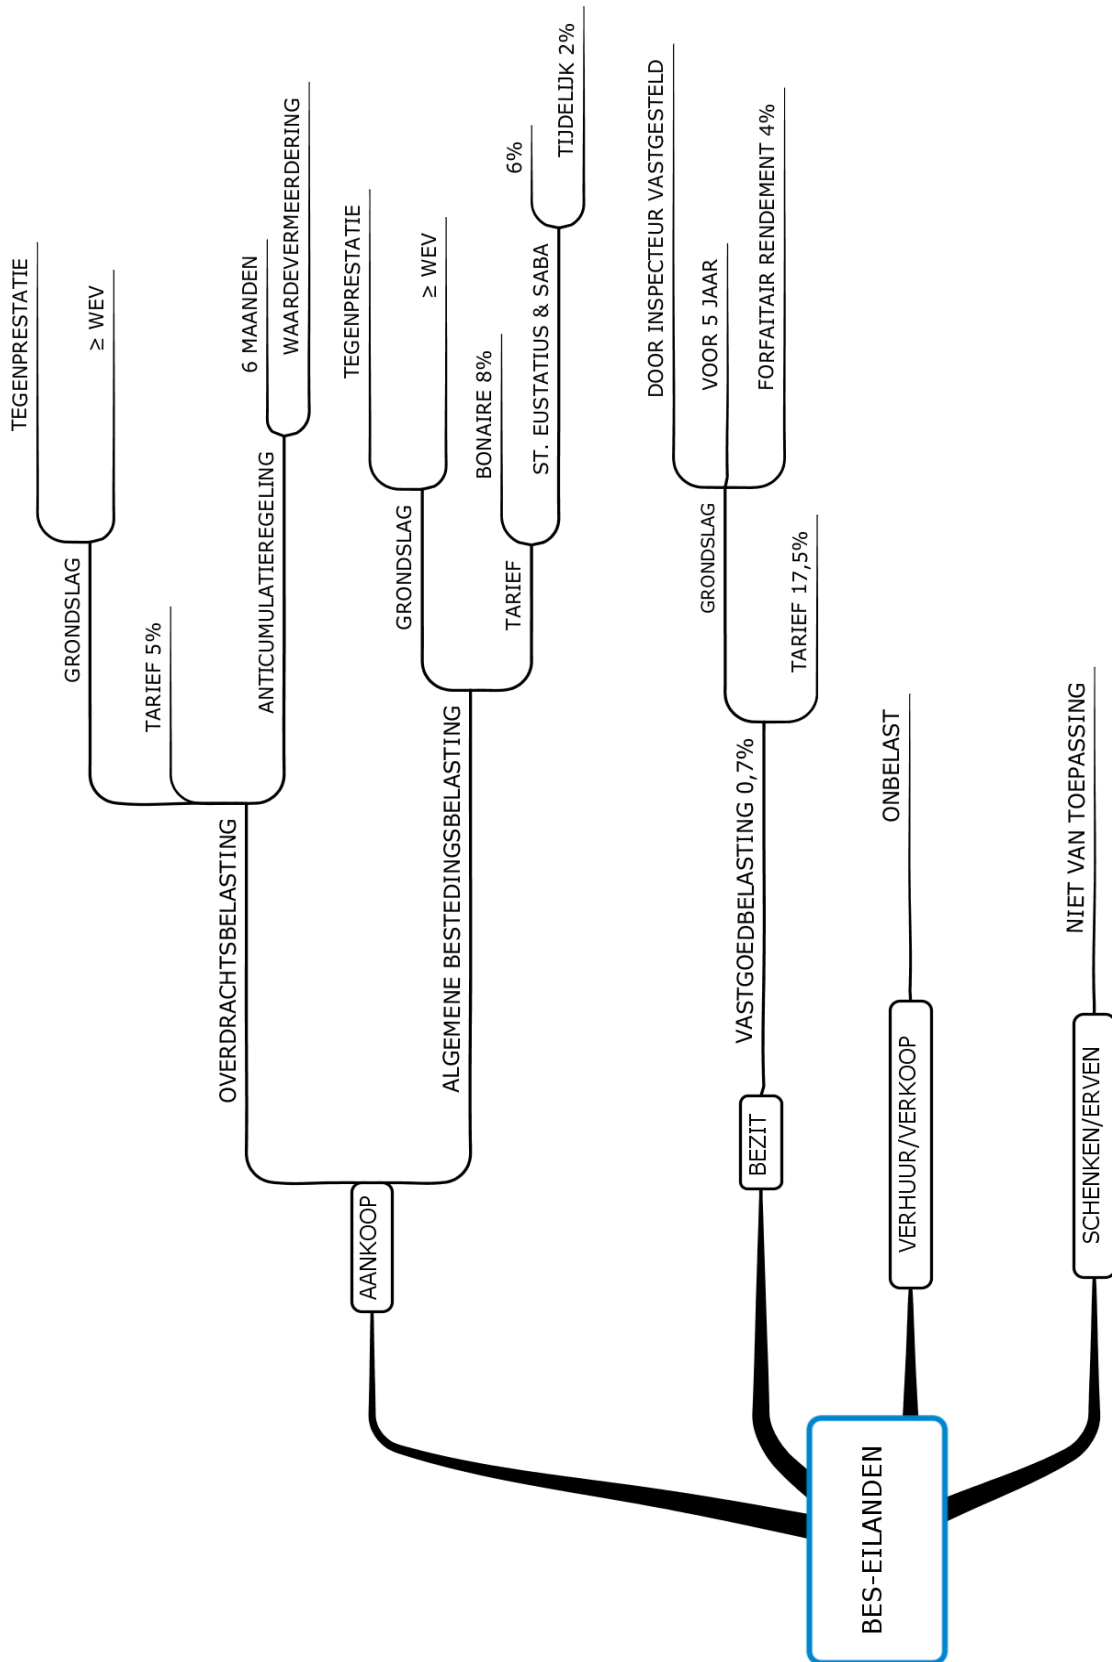 BES-EILANDEN
AANKOOP
OVERDRACHTSBELASTING
GRONDSLAG
TEGENPRESTATIE
≥ WEV
TARIEF 5%
ANTICUMULATIEREGELING
6 MAANDEN
WAARDEVERMEERDERING
ALGEMENE BESTEDINGSBELASTING
GRONDSLAG
TEGENPRESTATIE
≥ WEV
TARIEF
BONAIRE 8%
ST. EUSTATIUS & SABA
6%
TIJDELIJK 2%
BEZIT
VASTGOEDBELASTING 0,7%
GRONDSLAG
DOOR INSPECTEUR VASTGESTELD
VOOR 5 JAAR
FORFAITAIR RENDEMENT 4%
TARIEF 17,5%
VERHUUR/VERKOOP
ONBELAST
SCHENKEN/ERVEN
NIET VAN TOEPASSING